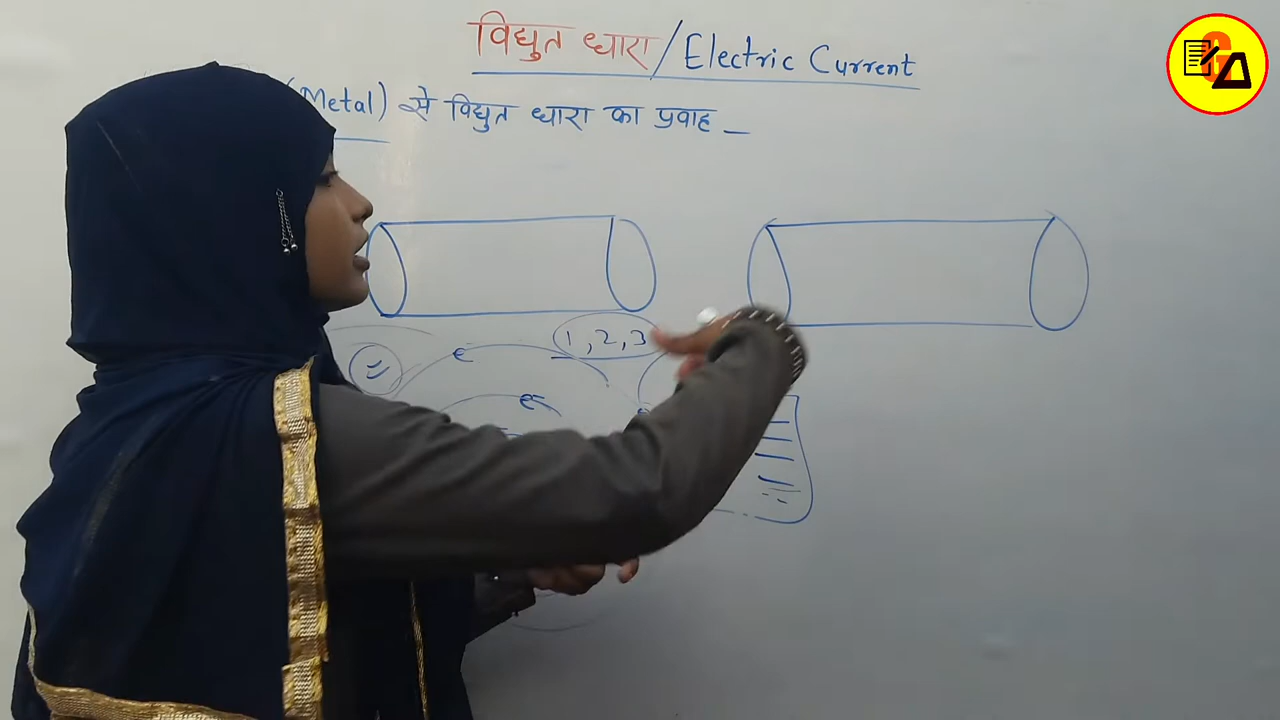 विद्युत धारा/Electric Current
(Metal) से विद्युत धारा का प्रवाह _
1, 2, 3
e
e